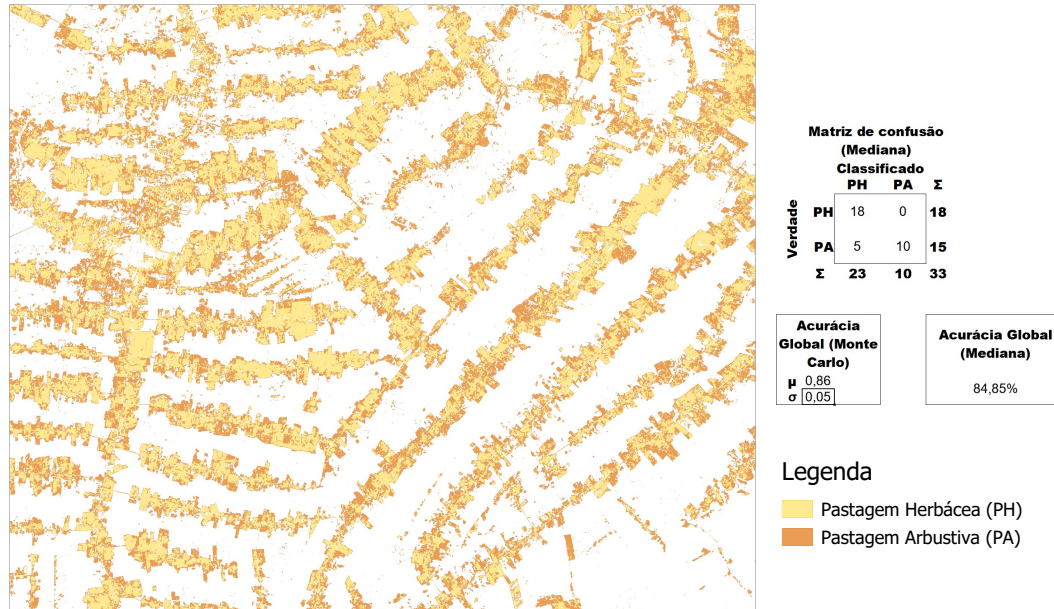 Matriz de confusão
(Mediana)
Classificado
PH PA Σ
Verdade
PH 18 0 18
PA 5 10 15
Σ 23 10 33
Acurácia
Global (Monte
Carlo)
μ 0,86
σ 0,05
Acurácia Global
(Mediana)
84,85%
Legenda
Pastagem Herbácea (PH)
Pastagem Arbustiva (PA)